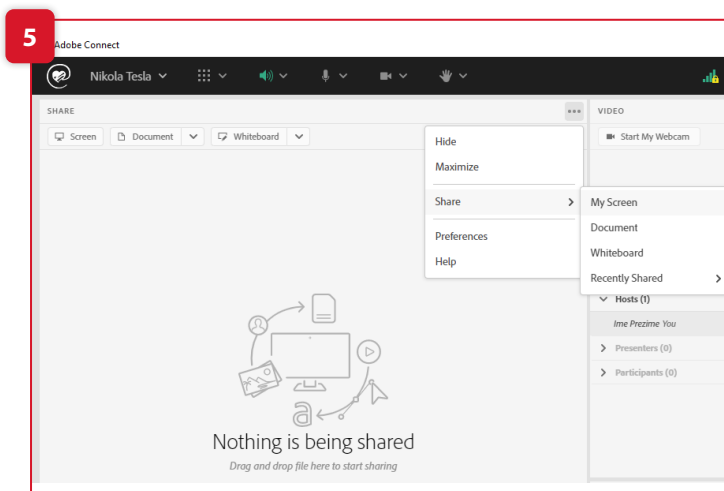 5
Adobe Connect
Nikola Tesla
SHARE
VIDEO
Screen
Document
Whiteboard
Start My Webcam
Hide
Maximize
Share
Preferences
Help
My Screen
Document
Whiteboard
Recently Shared
Hosts (1)
Ime Prezime You
Presenters (0)
Participants (0)
a
Nothing is being shared
Drag and drop file here to start sharing